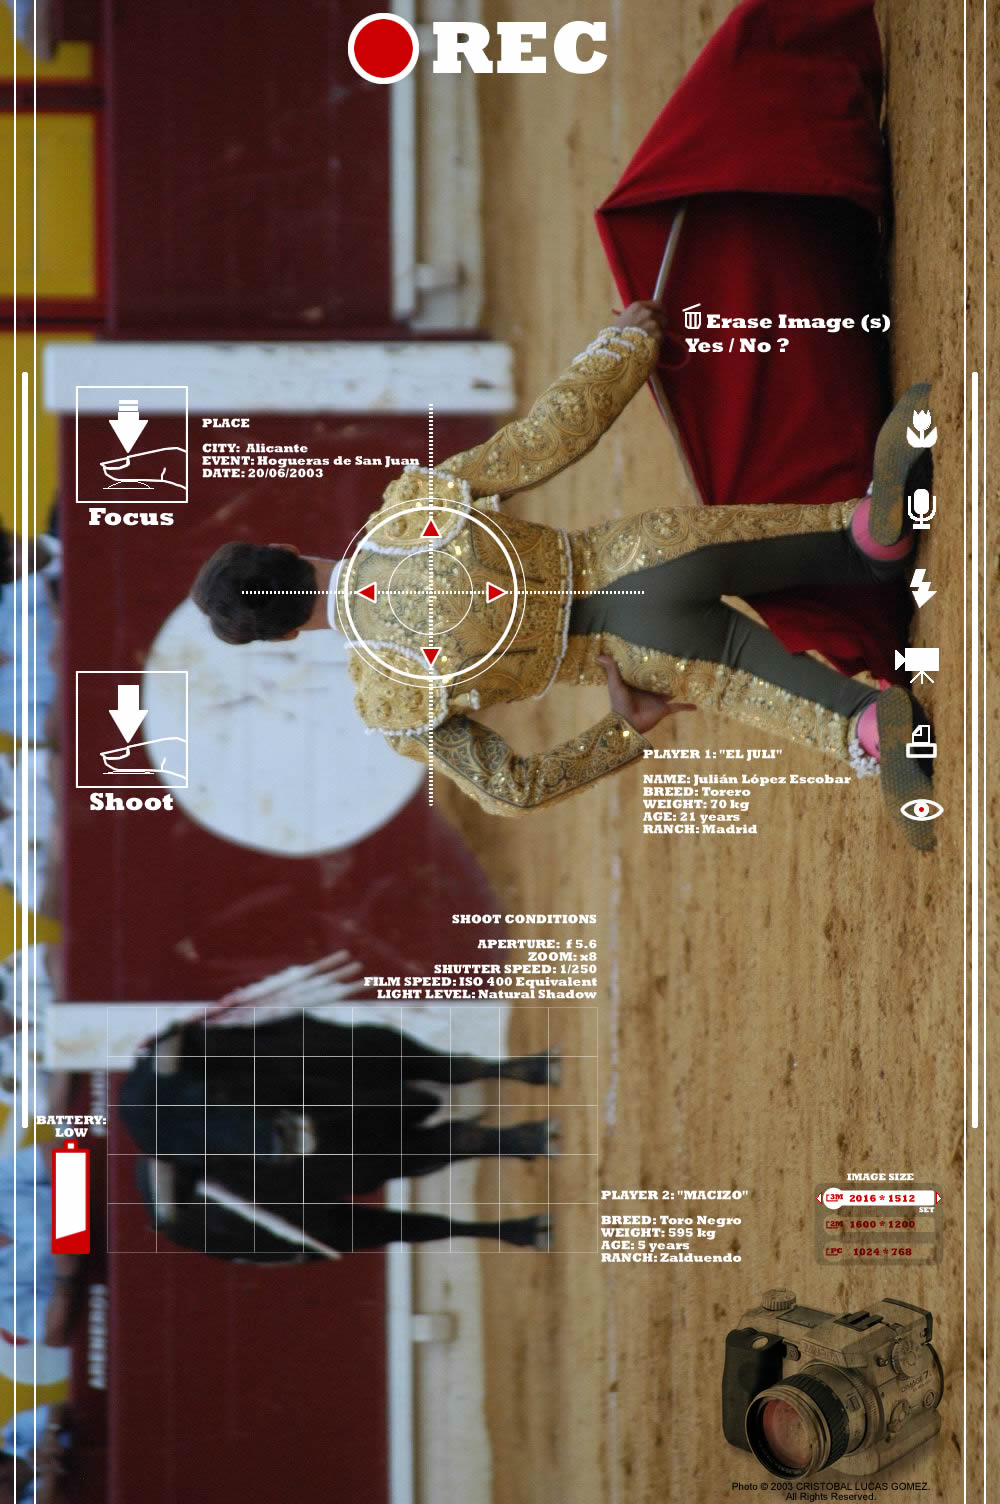 REC
Erase Image (s)
Yes / No ?
Focus
PLACE
CITY: Alicante
EVENT: Hogueras de San Juan
DATE: 20/06/2003
Shoot
PLAYER 1: "EL JULI"
NAME: Julián López Escobar
BREED: Torero
WEIGHT: 70 kg
AGE: 21 years
RANCH: Madrid
SHOOT CONDITIONS
APERTURE: f 5.6
ZOOM: x8
SHUTTER SPEED: 1/250
FILM SPEED: ISO 400 Equivalent
LIGHT LEVEL: Natural Shadow
BATTERY:
LOW
PLAYER 2: "MACIZO"
BREED: Toro Negro
WEIGHT: 595 kg
AGE: 5 years
RANCH: Zalduendo
IMAGE SIZE
3M 2016 * 1512
SET
2M 1600 * 1200
PC 1024 * 768
Photo © 2003 CRISTOBAL LUCAS GOMEZ.
All Rights Reserved.